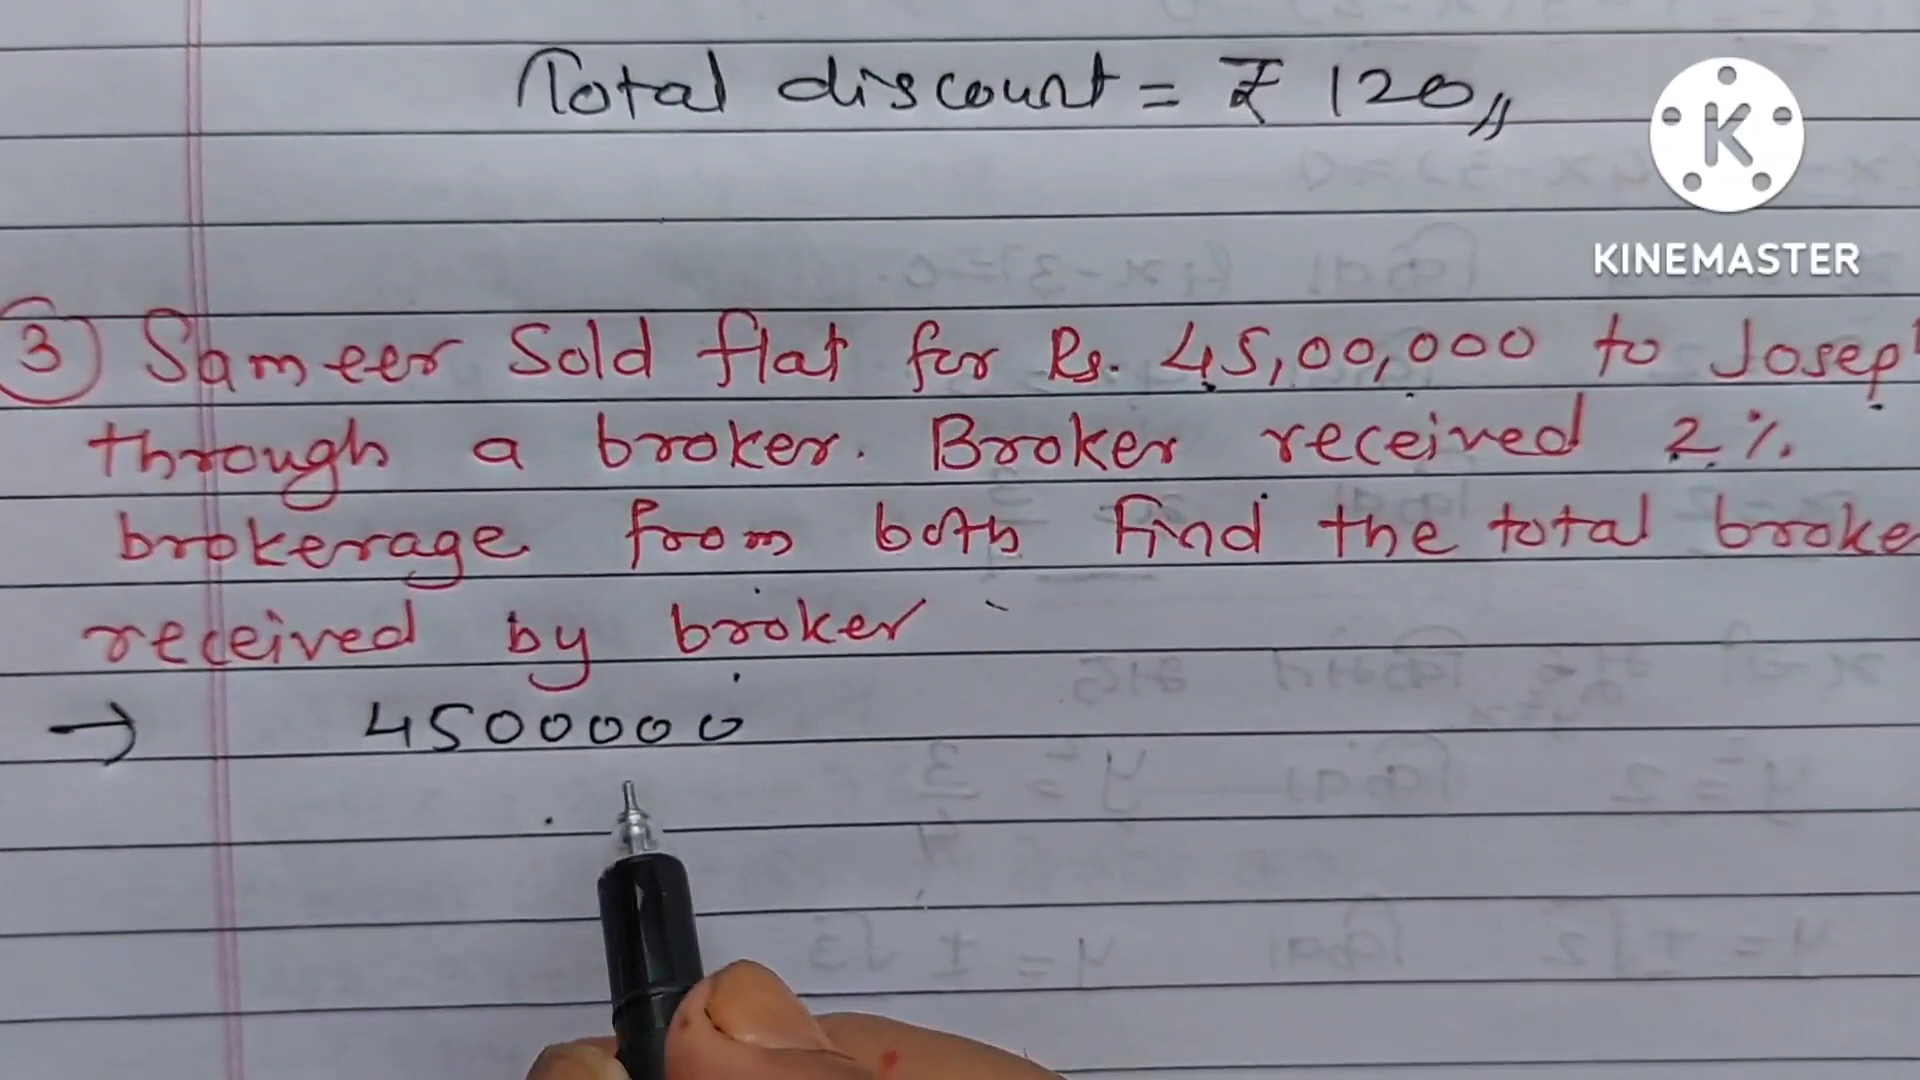 Total discount = ₹ 120,,
KINEMASTER
3 Sameer Sold flat for Rs. 45,00,000 to Josep
through a broker. Broker received 2%
brokerage from both Find the total broke
received by broker
→ 4500000